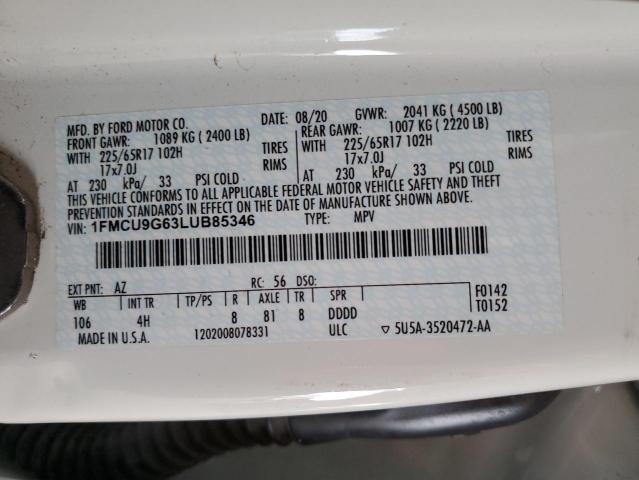 MFD. BY FORD MOTOR CO. DATE: 08/20 GVWR: 2041 KG ( 4500 LB)
FRONT GAWR: 1089 KG ( 2400 LB) REAR GAWR: 1007 KG ( 2220 LB)
WITH 225/65R17 102H TIRES WITH 225/65R17 102H TIRES
17x7.0J RIMS 17x7.0J RIMS
AT 230 kPa/ 33 PSI COLD AT 230 kPa/ 33 PSI COLD
THIS VEHICLE CONFORMS TO ALL APPLICABLE FEDERAL MOTOR VEHICLE SAFETY AND THEFT
PREVENTION STANDARDS IN EFFECT ON THE DATE OF MANUFACTURE SHOWN ABOVE.
VIN: 1FMCU9G63LUB85346 TYPE: MPV
EXT PNT: AZ RC: 56 DSO: F0142
WB INT TR TP/PS R AXLE TR SPR T0152
106 4H 8 81 8 DDDD
MADE IN U.S.A. 1202008078331 ULC ▽ 5U5A-3520472-AA